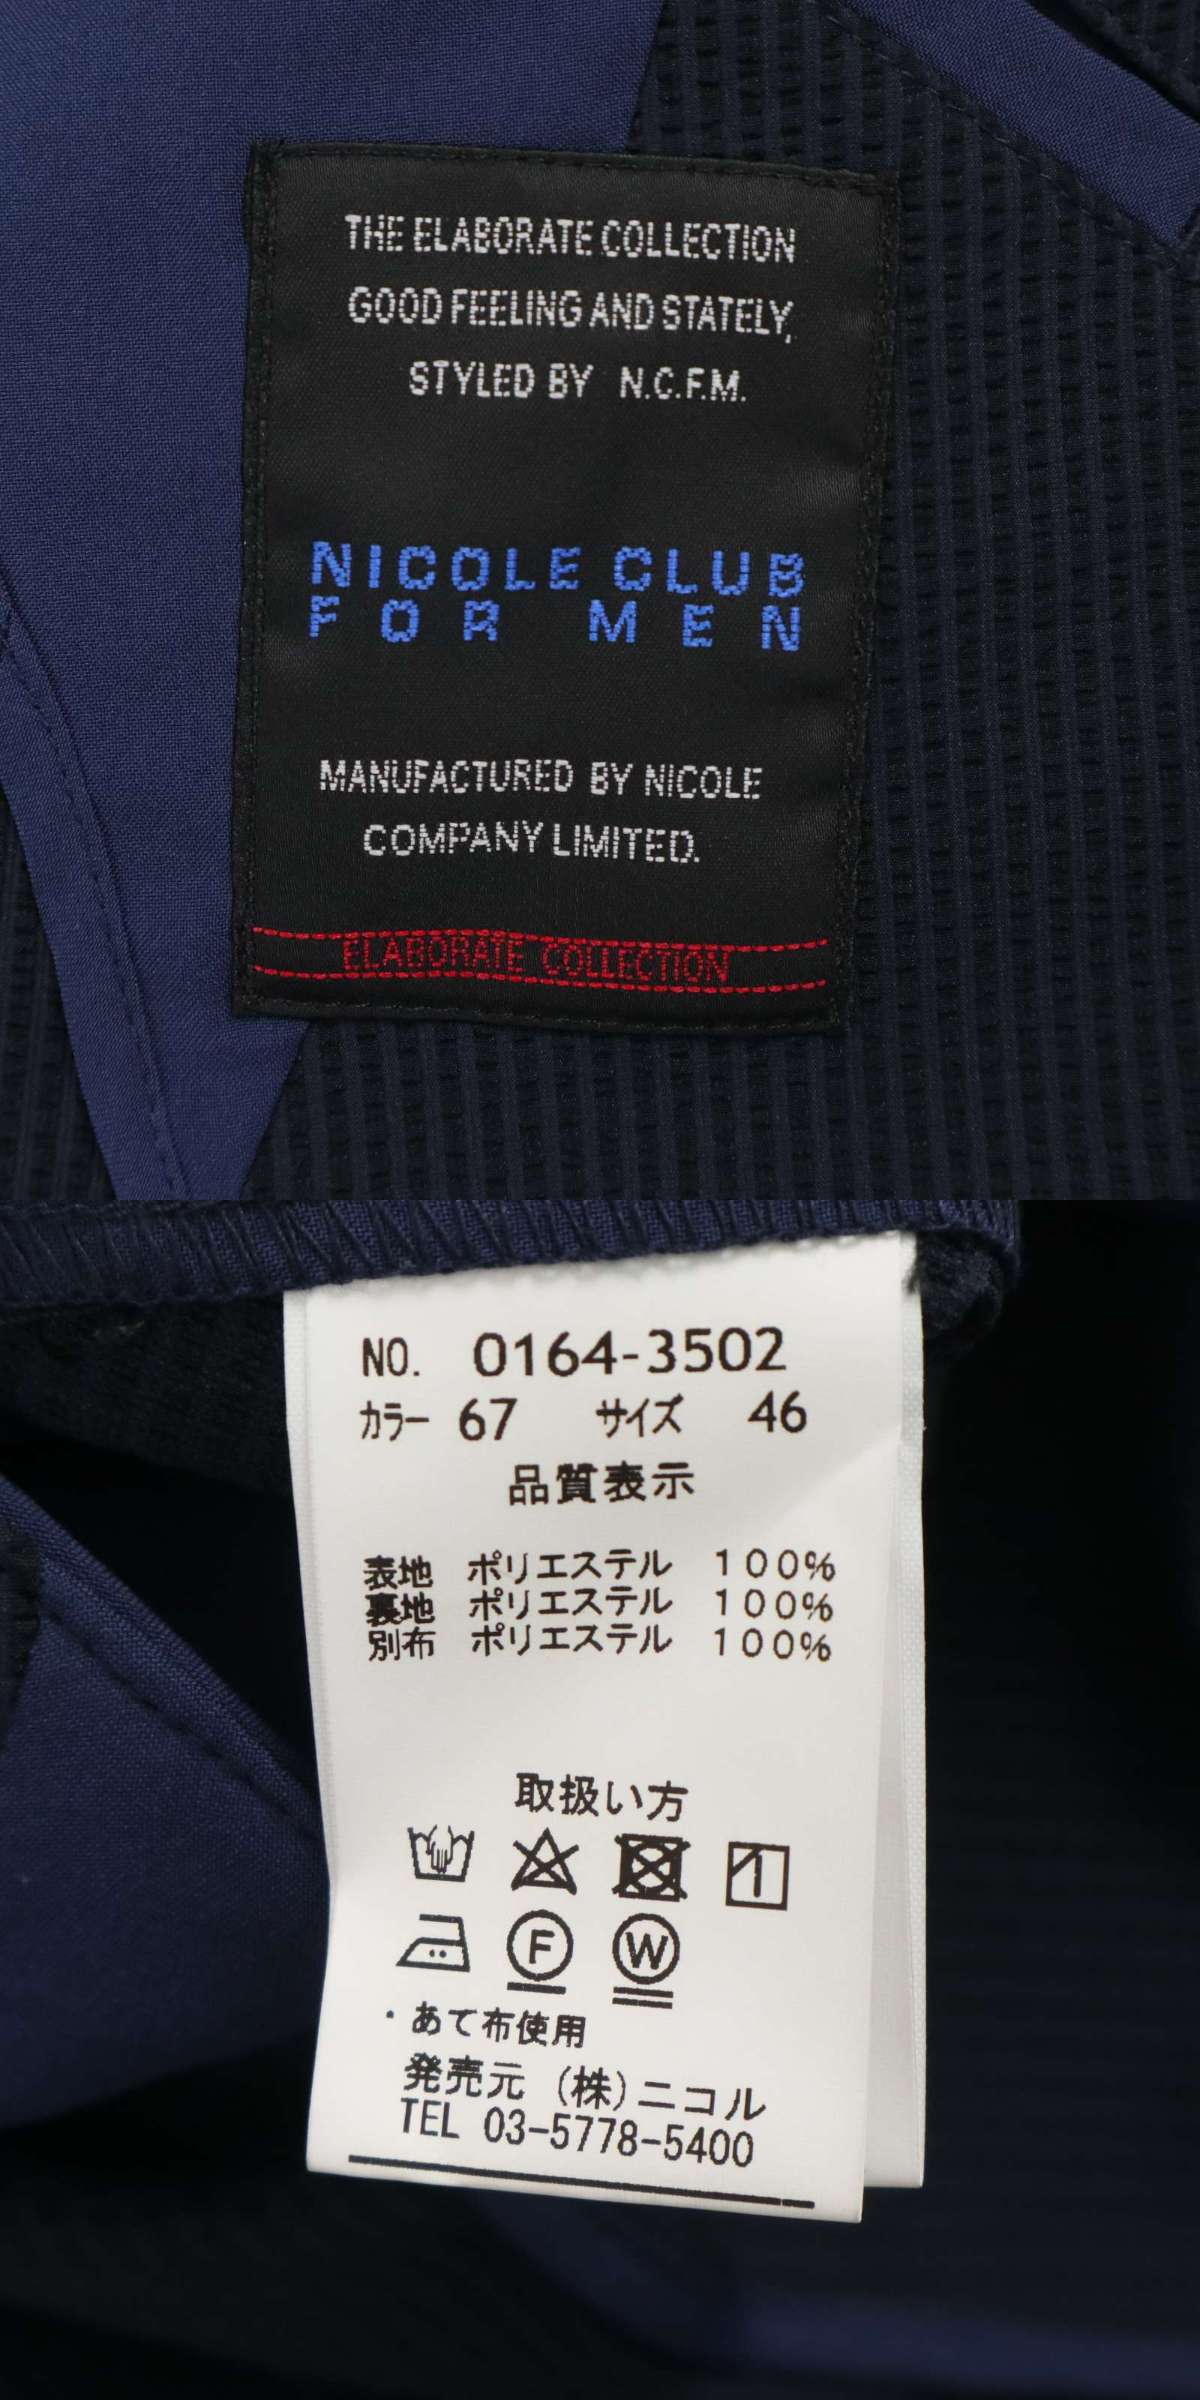 THE ELABORATE COLLECTION
GOOD FEELING AND STATELY,
STYLED BY N.C.F.M.
NICOLE CLUB
FOR MEN
MANUFACTURED BY NICOLE
COMPANY LIMITED.
ELABORATE COLLECTION
NO. 0164-3502
カラー 67 サイズ 46
品質表示
表地 ポリエステル 100%
裏地 ポリエステル 100%
別布 ポリエステル 100%
取扱い方
1
F W
・あて布使用
発売元 (株)ニコル
TEL 03-5778-5400